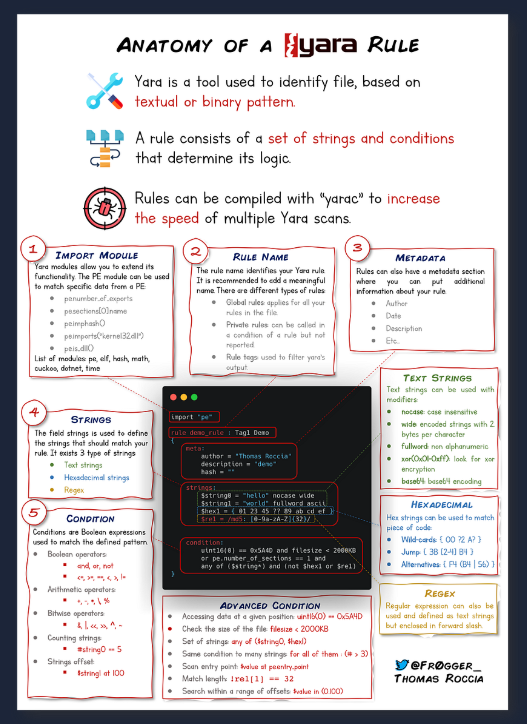 ANATOMY OF A yara RULE
Yara is a tool used to identify file, based on
textual or binary pattern.
A rule consists of a set of strings and conditions
that determine its logic.
Rules can be compiled with "yarac" to increase
the speed of multiple Yara scans.
1
IMPORT MODULE
Yara modules allow you to extend its
functionality. The PE module can be used
to match specific data from a PE:
pe.number_of_exports
pe.sections[0].name
pe.imphash()
pe.imports("kernel32.dll")
pe.is_dll()
List of modules: pe, elf, hash, math,
cuckoo, dotnet, time
2
RULE NAME
The rule name identifies your Yara rule.
It is recommended to add a meaningful
name. There are different types of rules:
Global rules: applies for all your
rules in the file.
Private rules: can be called in
a condition of a rule but not
reported.
Rule tags: used to filter yara's
output.
3
METADATA
Rules can also have a metadata section
where you can put additional
information about your rule.
Author
Date
Description
Etc.
4
STRINGS
The field strings is used to define
the strings that should match your
rule. It exists 3 type of strings
Text strings
Hexadecimal strings
Regex
5
CONDITION
Conditions are Boolean expressions
used to match the defined pattern.
Boolean operators:
and, or, not
<=, >=, ==, <, >, !=
Arithmetic operators:
+, -, *, \, %
Bitwise operators:
&, |, <<, >>, ^, ~
Counting strings:
#string0 == 5
Strings offset:
$string1 at 100
import "pe"
rule demo_rule : Tag1 Demo
{
meta:
author = "Thomas Roccia"
description = "demo"
hash = ""
strings:
$string0 = "hello" nocase wide
$string1 = "world" fullword ascii
$hex1 = { 01 23 45 ?? 89 ab cd ef }
$re1 = /md5: [0-9a-zA-Z]{32}/
condition:
uint16(0) == 0x5A4D and filesize < 2000KB
or pe.number_of_sections == 1 and
any of ($string*) and (not $hex1 or $re1)
}
TEXT STRINGS
Text strings can be used with
modifiers:
nocase: case insensitive
wide: encoded strings with 2
bytes per character
fullword: non alphanumeric
xor(0x01-0xff): look for xor
encryption
base64: base64 encoding
HEXADECIMAL
Hex strings can be used to match
piece of code:
Wild-cards: { 00 ?2 A? }
Jump: { 3B [2-4] B4 }
Alternatives: { F4 (B4 | 56) }
REGEX
Regular expression can also be
used and defined as text strings
but enclosed in forward slash.
ADVANCED CONDITION
Accessing data at a given position: uint16(0) == 0x5A4D
Check the size of the file: filesize < 2000KB
Set of strings: any of ($string0, $hex1)
Same condition to many strings: for all of them : (# > 3)
Scan entry point: $value at pe.entry_point
Match length: !re1[1] == 32
Search within a range of offsets: $value in (0..100)
@FR0GGER_
THOMAS ROCCIA